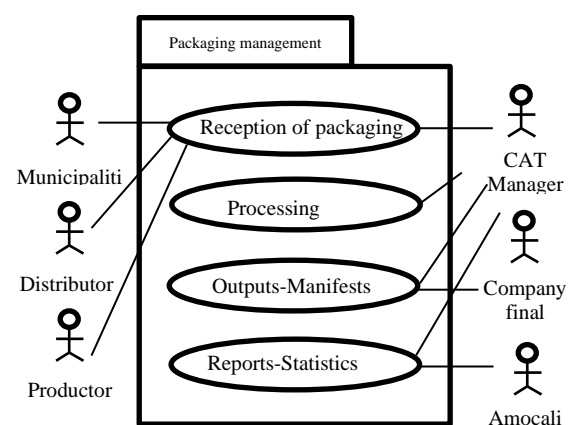 Packaging management
Reception of packaging
Municipaliti
CAT
Manager
Processing
Distributor
Outputs-Manifests
Company
final
Reports-Statistics
Productor
Amocali